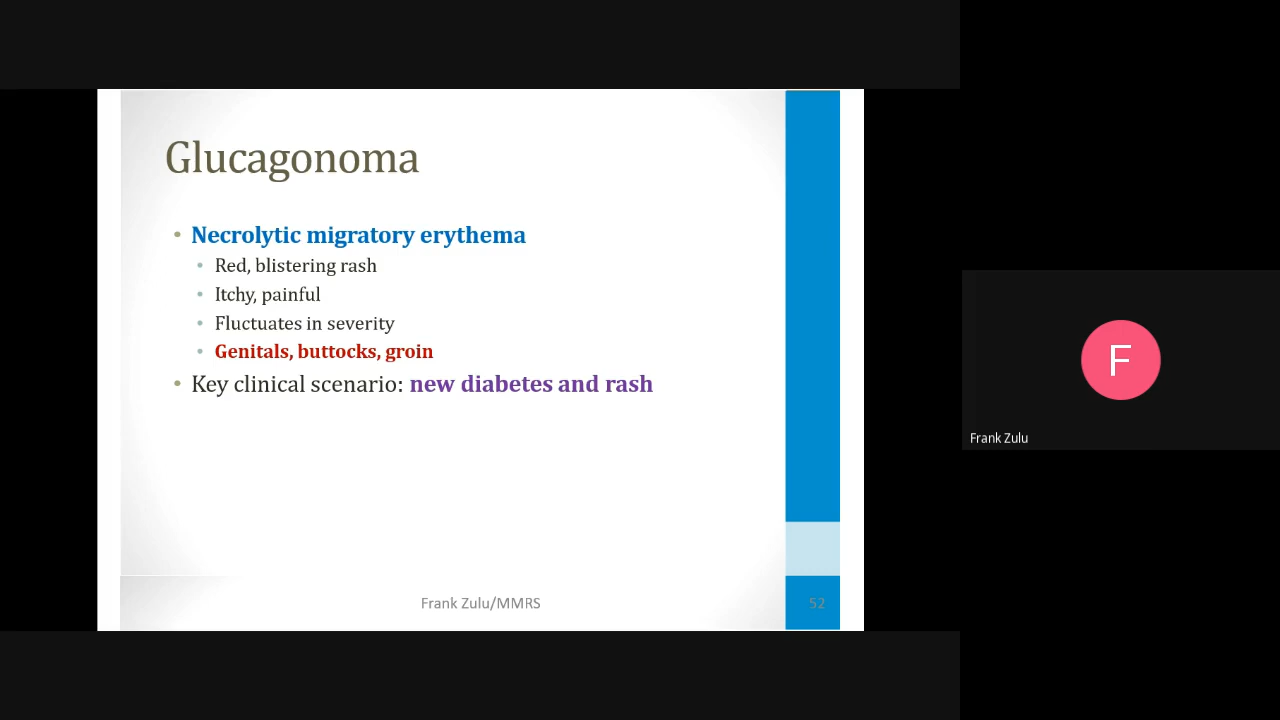 Glucagonoma
• Necrolytic migratory erythema
• Red, blistering rash
• Itchy, painful
• Fluctuates in severity
• Genitals, buttocks, groin
• Key clinical scenario: new diabetes and rash
Frank Zulu/MMRS
52
F
Frank Zulu